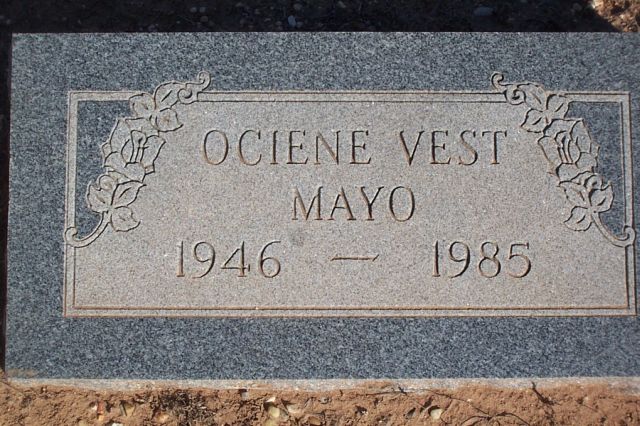 OCIENE VEST
MAYO
1946 — 1985